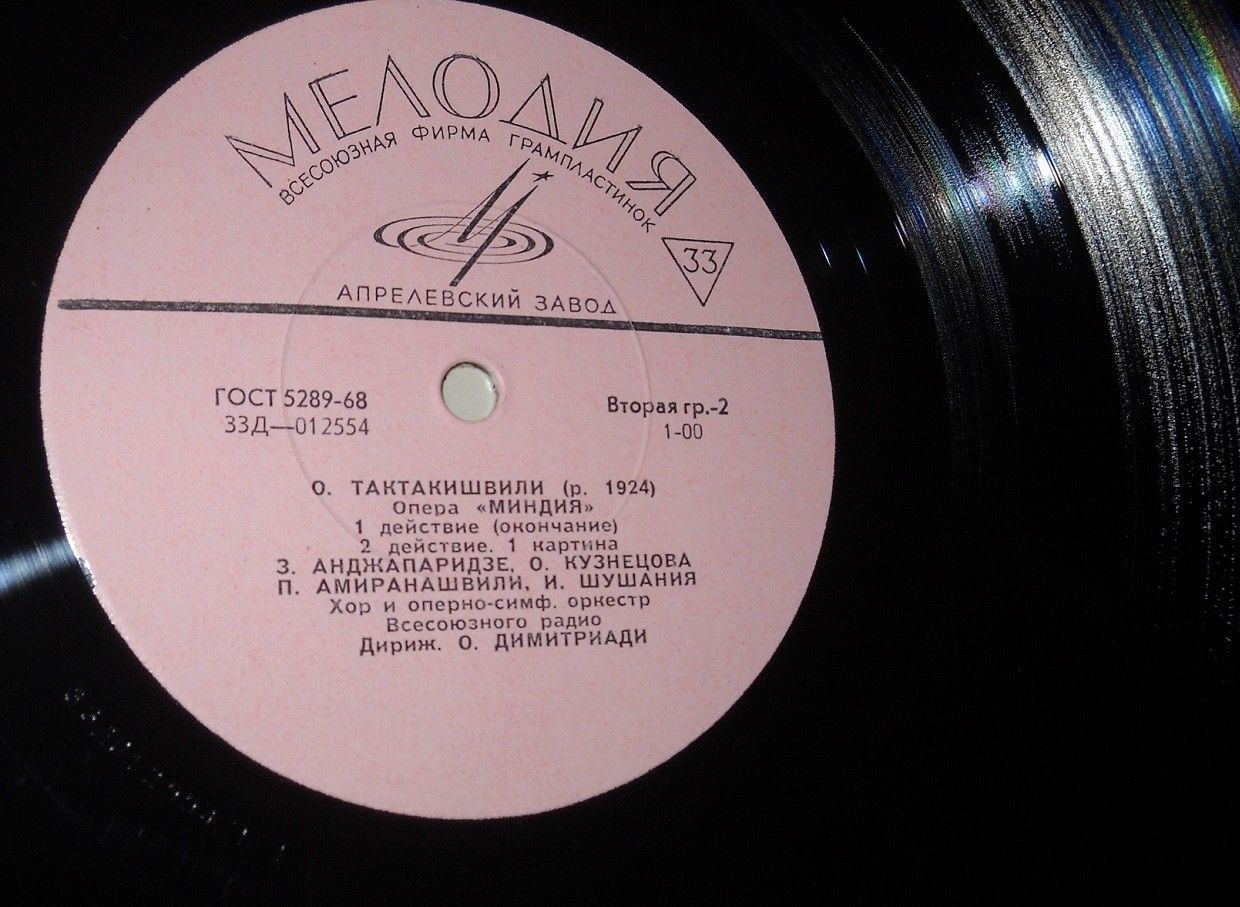 МЕЛОДИЯ
ВСЕСОЮЗНАЯ ФИРМА ГРАМПЛАСТИНОК
33
АПРЕЛЕВСКИЙ ЗАВОД
ГОСТ 5289-68
33Д—012554
Вторая гр.-2
1-00
О. ТАКТАКИШВИЛИ (р. 1924)
Опера «МИНДИЯ»
1 действие (окончание)
2 действие. 1 картина
З. АНДЖАПАРИДЗЕ, О. КУЗНЕЦОВА
П. АМИРАНАШВИЛИ, И. ШУШАНИЯ
Хор и оперно-симф. оркестр
Всесоюзного радио
Дириж. О. ДИМИТРИАДИ